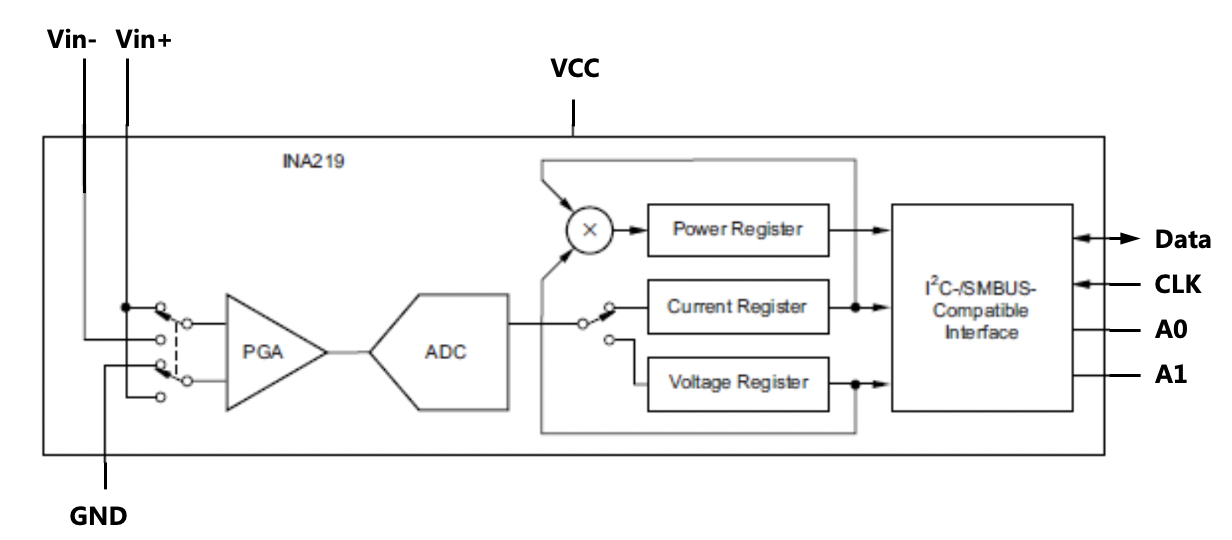 Vin- Vin+
VCC
INA219
×
Power Register
Current Register
Voltage Register
PGA
ADC
I²C-/SMBUS-
Compatible
Interface
Data
CLK
A0
A1
GND